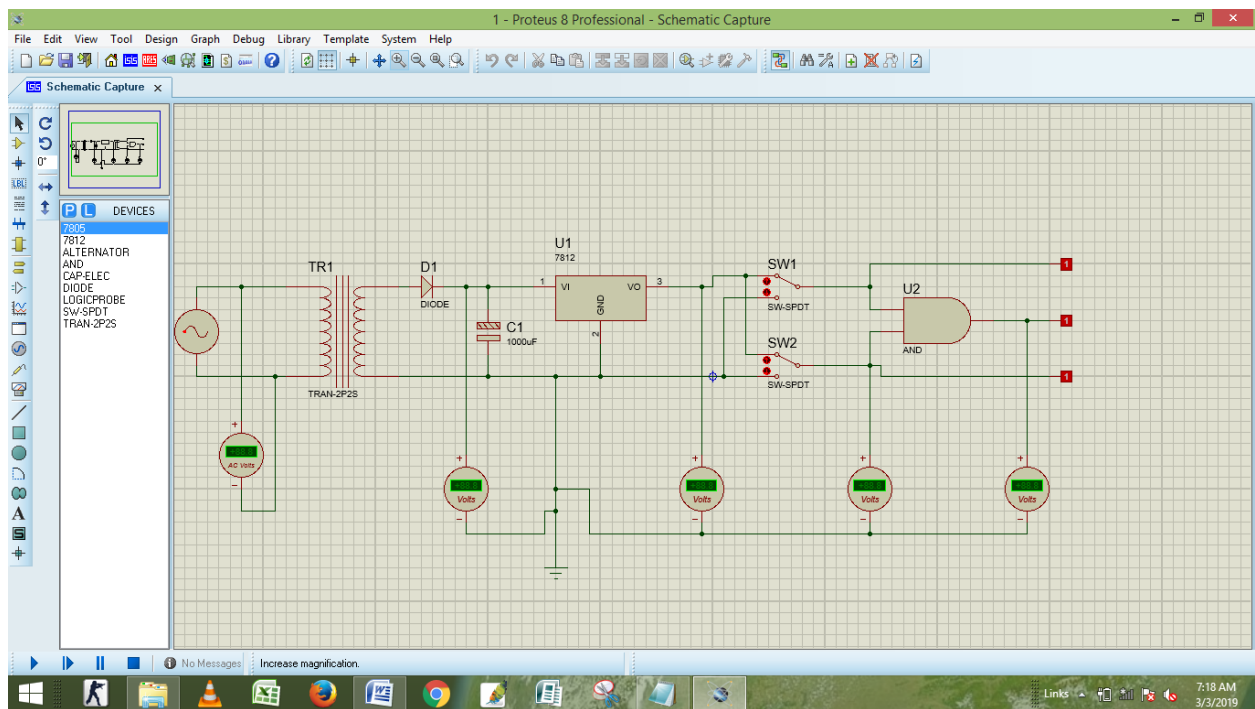 1 - Proteus 8 Professional - Schematic Capture
File Edit View Tool Design Graph Debug Library Template System Help
Schematic Capture x
0°
LBL
P L DEVICES
7805
7812
ALTERNATOR
AND
CAP-ELEC
DIODE
LOGICPROBE
SW-SPDT
TRAN-2P2S
A
S
TR1
TRAN-2P2S
D1
DIODE
C1
1000uF
U1
7812
1 VI VO 3
GND
2
SW1
SW-SPDT
SW2
SW-SPDT
U2
AND
1
1
1
+
AC Volts
-
+
Volts
-
+
Volts
-
+
Volts
-
+
Volts
-
No Messages Increase magnification.
Links
7:18 AM
3/3/2019